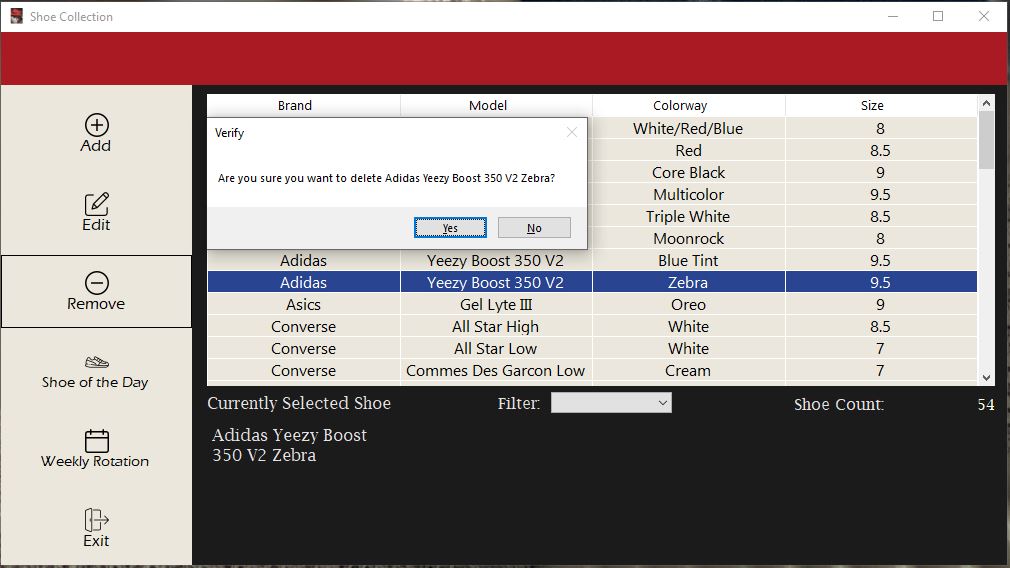 Shoe Collection
Add
Edit
Remove
Shoe of the Day
Weekly Rotation
Exit
Brand Model Colorway Size
White/Red/Blue 8
Red 8.5
Core Black 9
Multicolor 9.5
Triple White 8.5
Moonrock 8
Adidas Yeezy Boost 350 V2 Blue Tint 9.5
Adidas Yeezy Boost 350 V2 Zebra 9.5
Asics Gel Lyte III Oreo 9
Converse All Star High White 8.5
Converse All Star Low White 7
Converse Commes Des Garcon Low Cream 7
Verify
Are you sure you want to delete Adidas Yeezy Boost 350 V2 Zebra?
Yes No
Currently Selected Shoe Filter: Shoe Count: 54
Adidas Yeezy Boost
350 V2 Zebra